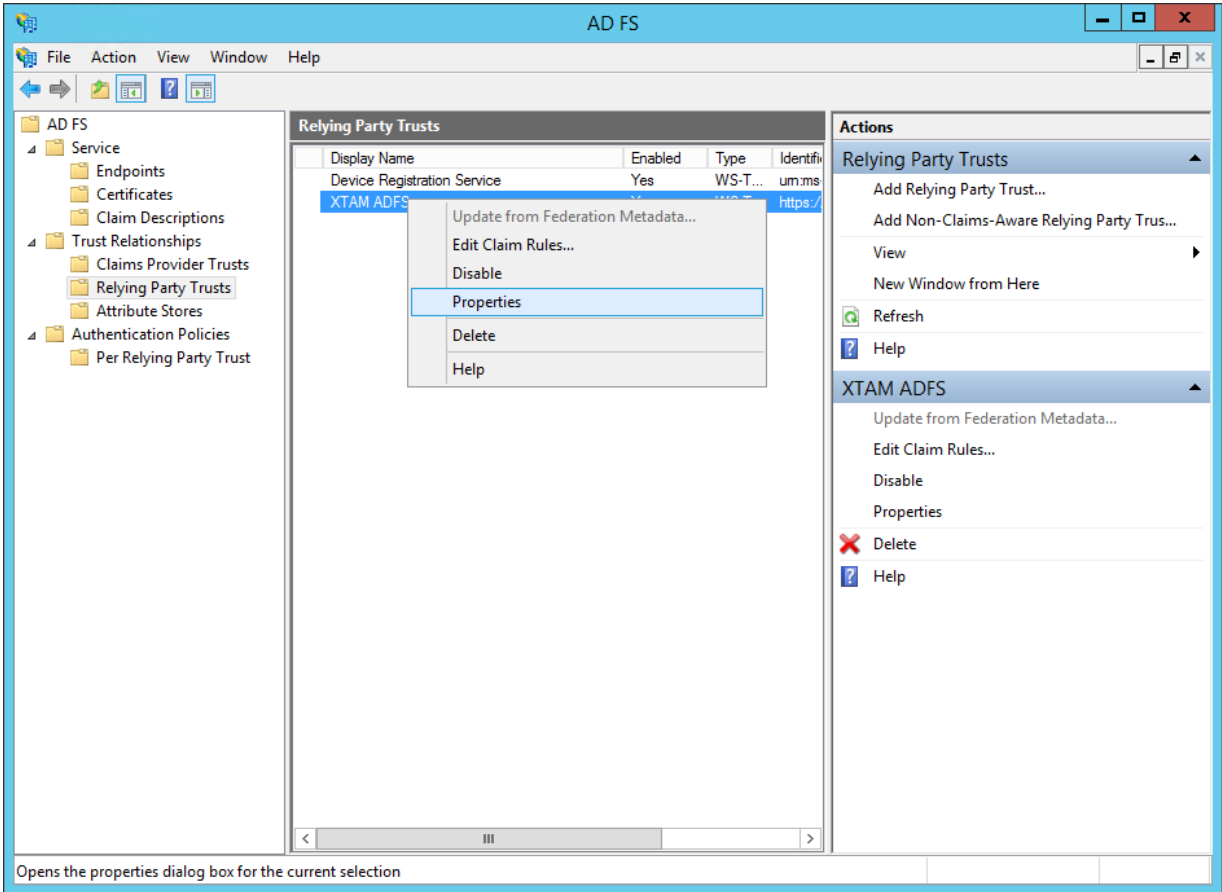 AD FS
File Action View Window Help
AD FS
Service
Endpoints
Certificates
Claim Descriptions
Trust Relationships
Claims Provider Trusts
Relying Party Trusts
Attribute Stores
Authentication Policies
Per Relying Party Trust
Relying Party Trusts
Display Name Enabled Type Identifi
Device Registration Service Yes WS-T... urn:ms-
XTAM ADFS https:/
Update from Federation Metadata...
Edit Claim Rules...
Disable
Properties
Delete
Help
Actions
Relying Party Trusts
Add Relying Party Trust...
Add Non-Claims-Aware Relying Party Trus...
View
New Window from Here
Refresh
Help
XTAM ADFS
Update from Federation Metadata...
Edit Claim Rules...
Disable
Properties
Delete
Help
Opens the properties dialog box for the current selection